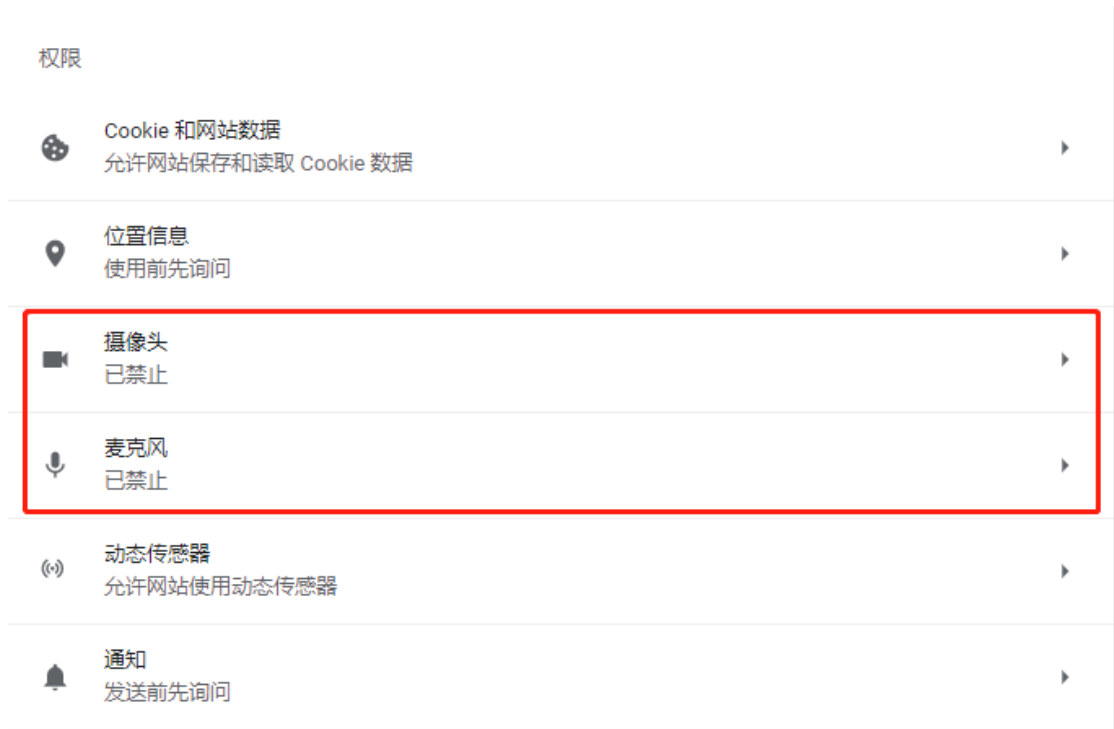 权限
Cookie 和网站数据
允许网站保存和读取 Cookie 数据
位置信息
使用前先询问
摄像头
已禁止
麦克风
已禁止
动态传感器
允许网站使用动态传感器
通知
发送前先询问